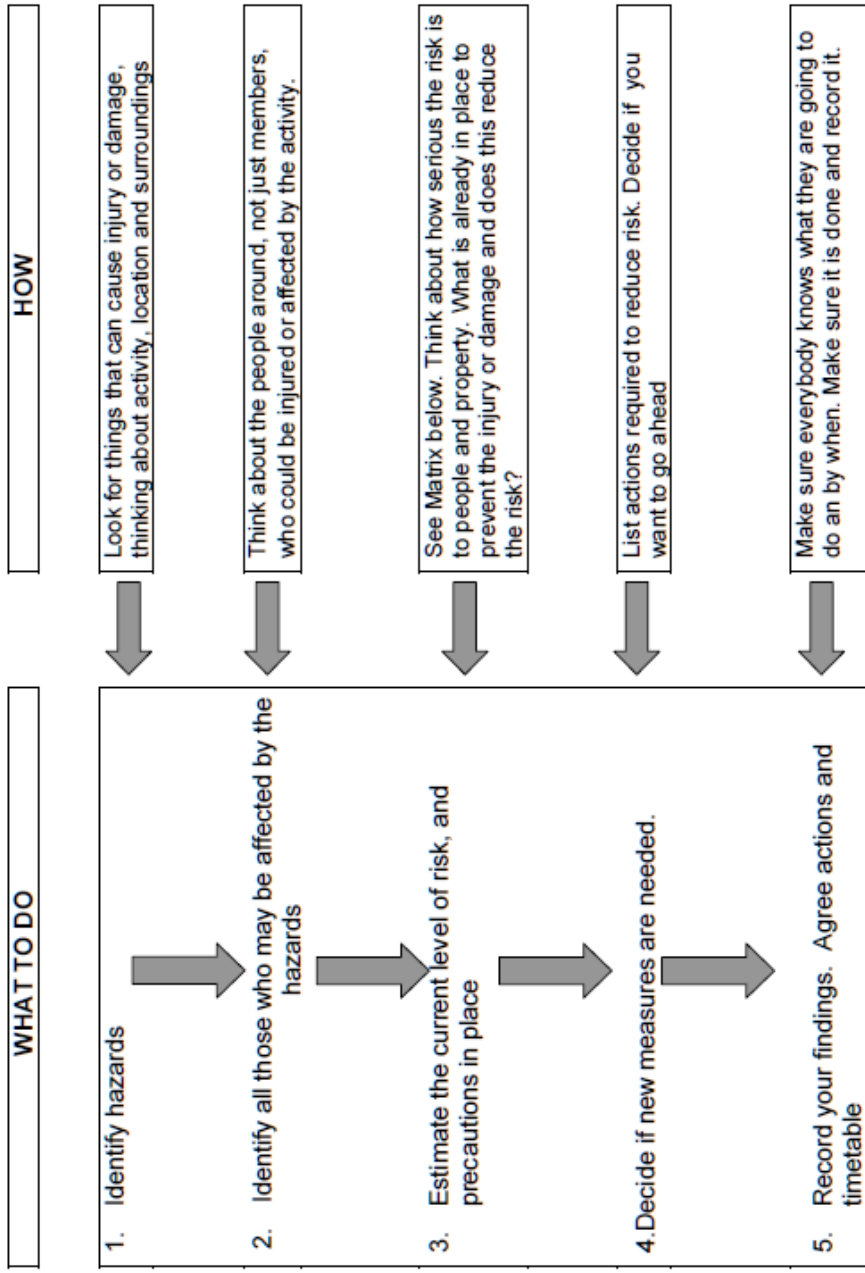 WHAT TO DO
HOW
1. Identify hazards
Look for things that can cause injury or damage,
thinking about activity, location and surroundings
2. Identify all those who may be affected by the
hazards
Think about the people around, not just members,
who could be injured or affected by the activity.
3. Estimate the current level of risk, and
precautions in place
See Matrix below. Think about how serious the risk is
to people and property. What is already in place to
prevent the injury or damage and does this reduce
the risk?
4.Decide if new measures are needed.
List actions required to reduce risk. Decide if you
want to go ahead
5. Record your findings. Agree actions and
timetable
Make sure everybody knows what they are going to
do an by when. Make sure it is done and record it.